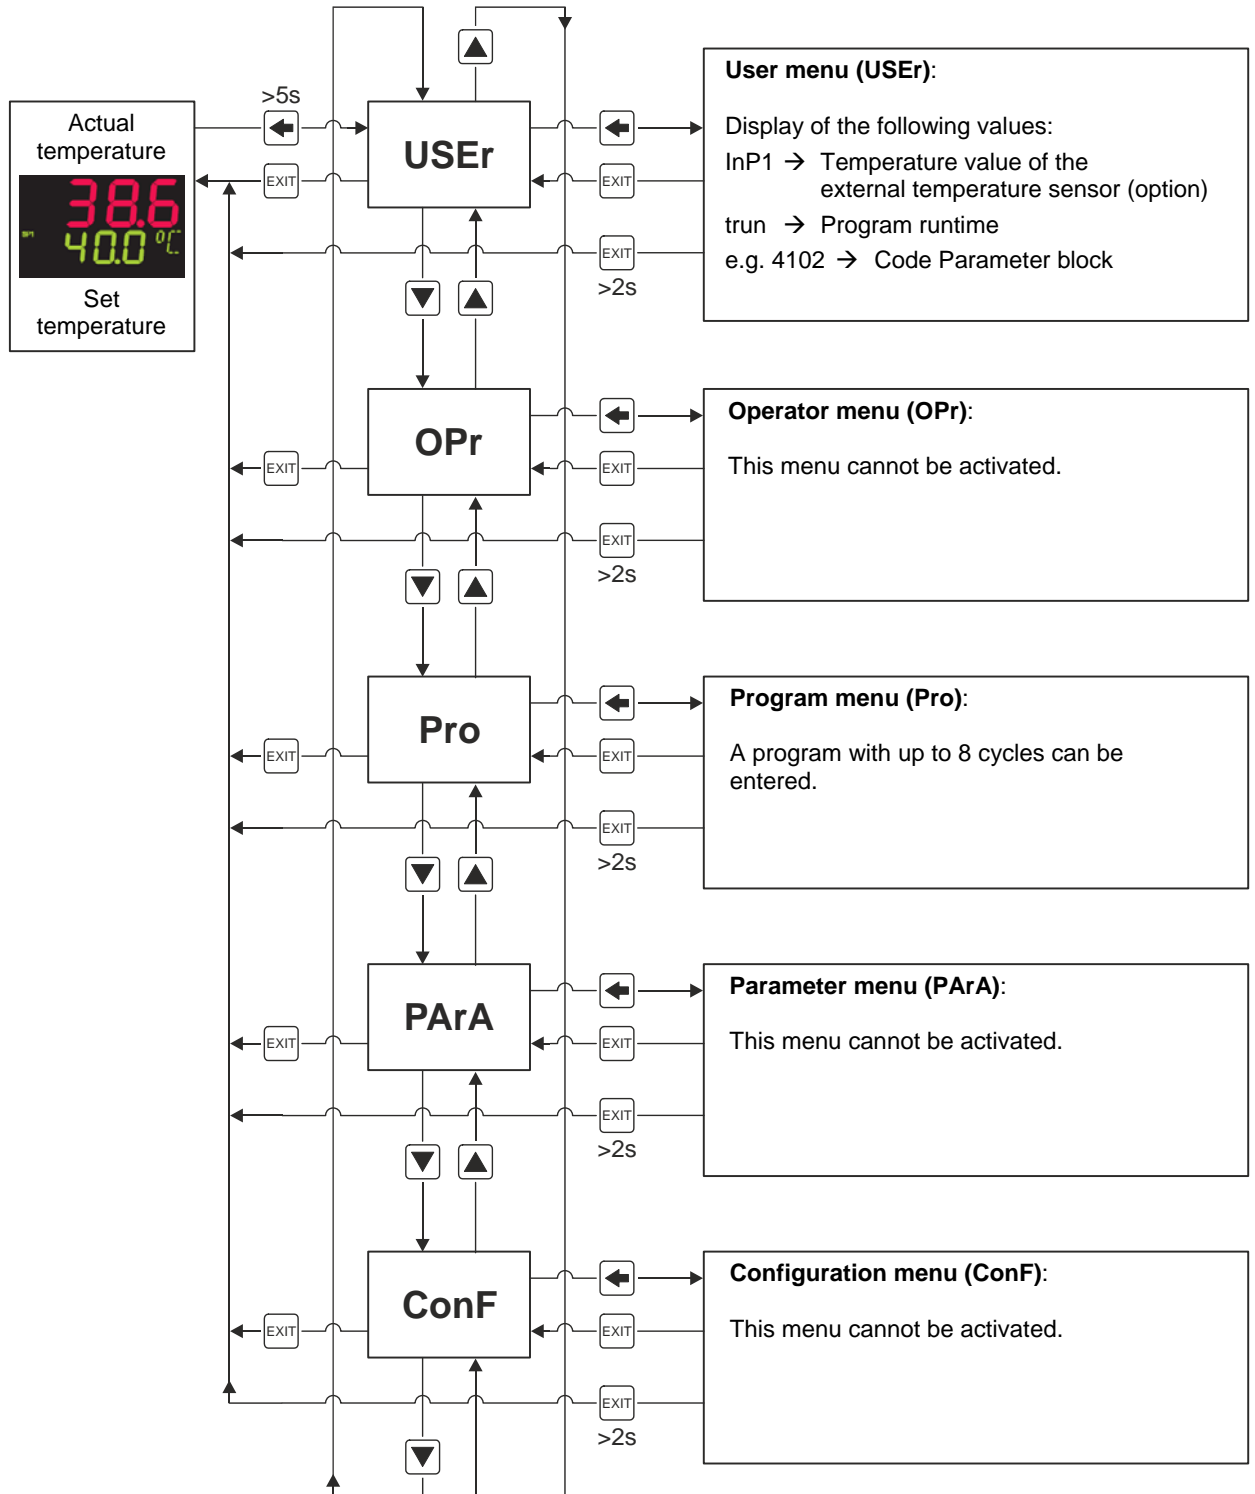 >5s
Actual
temperature
38.6
40.0 °C
Set
temperature
EXIT
USEr
EXIT
EXIT
>2s
User menu (USEr):
Display of the following values:
InP1 → Temperature value of the
external temperature sensor (option)
trun → Program runtime
e.g. 4102 → Code Parameter block
OPr
EXIT
EXIT
EXIT
>2s
Operator menu (OPr):
This menu cannot be activated.
Pro
EXIT
EXIT
EXIT
>2s
Program menu (Pro):
A program with up to 8 cycles can be
entered.
PArA
EXIT
EXIT
EXIT
>2s
Parameter menu (PArA):
This menu cannot be activated.
ConF
EXIT
EXIT
EXIT
>2s
Configuration menu (ConF):
This menu cannot be activated.